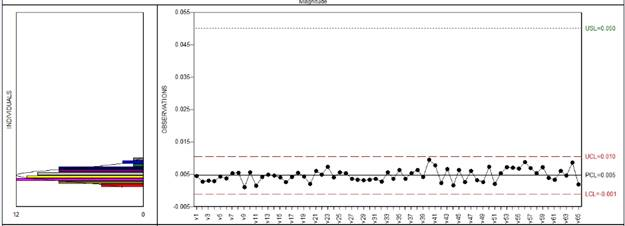 Magnitude
INDIVIDUALS
12
0
OBSERVATIONS
0.055
0.045
0.035
0.025
0.015
0.005
-0.005
USL=0.050
UCL=0.010
PCL=0.005
LCL=-0.001
v1
v3
v5
v7
v9
v11
v13
v15
v17
v19
v21
v23
v25
v27
v29
v31
v33
v35
v37
v39
v41
v43
v45
v47
v49
v51
v53
v55
v57
v59
v61
v63
v65